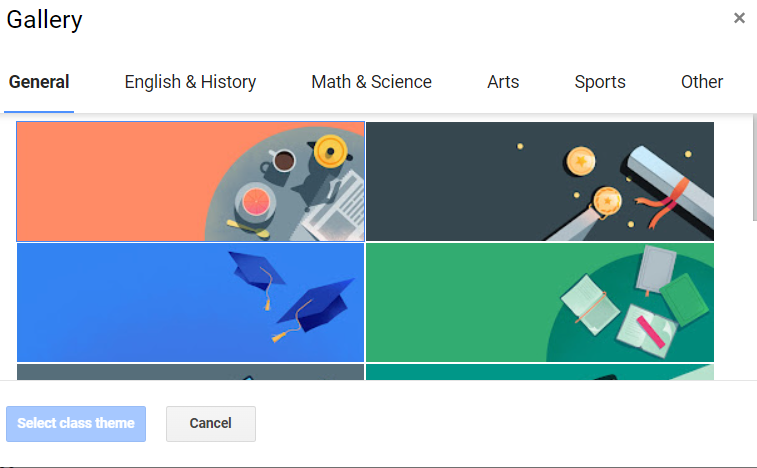 Gallery ×
General English & History Math & Science Arts Sports Other
Select class theme Cancel